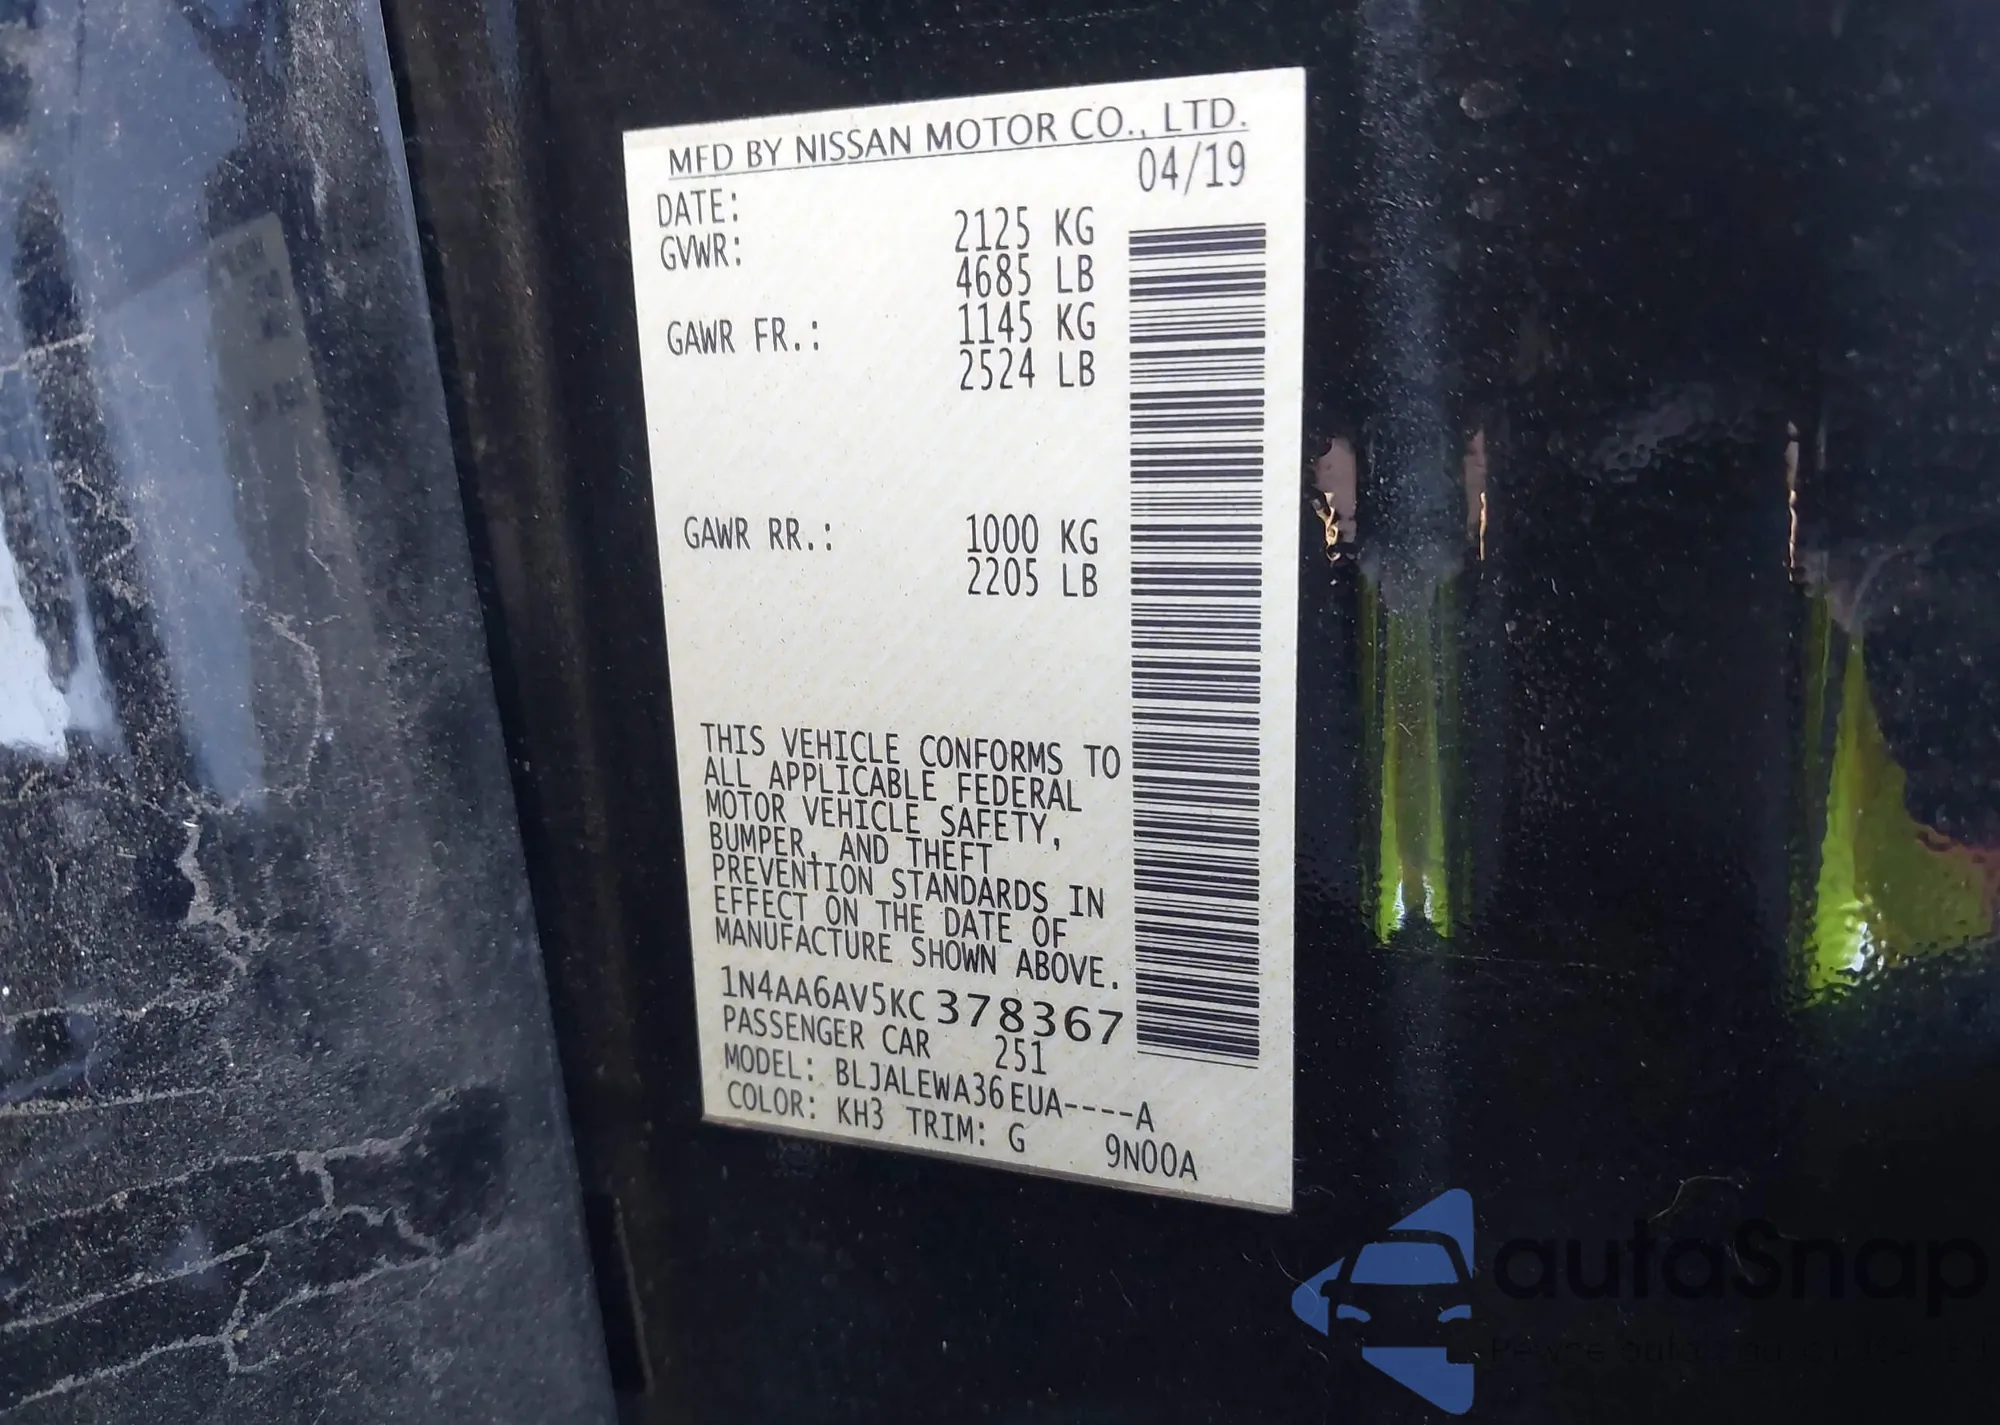 MFD BY NISSAN MOTOR CO., LTD.
DATE: 04/19
GVWR: 2125 KG
4685 LB
GAWR FR.: 1145 KG
2524 LB
GAWR RR.: 1000 KG
2205 LB
THIS VEHICLE CONFORMS TO
ALL APPLICABLE FEDERAL
MOTOR VEHICLE SAFETY,
BUMPER, AND THEFT
PREVENTION STANDARDS IN
EFFECT ON THE DATE OF
MANUFACTURE SHOWN ABOVE.
1N4AA6AV5KC378367
PASSENGER CAR 251
MODEL: BLJALEWA36EUA----A
COLOR: KH3 TRIM: G 9N00A
autoSnap